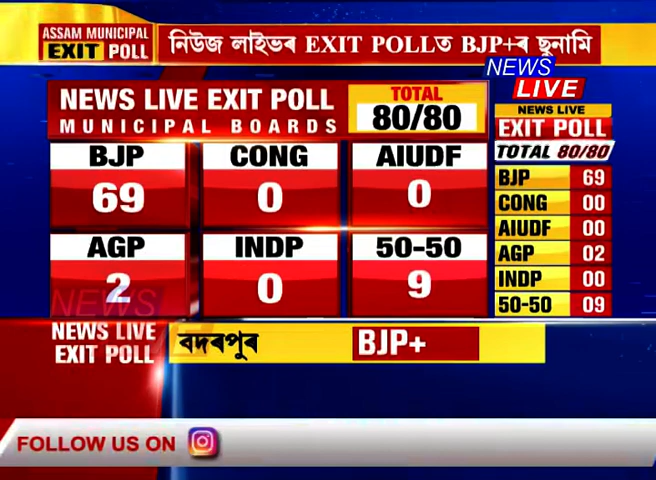 ASSAM MUNICIPAL
EXIT POLL
নিউজ লাইভৰ EXIT POLLত BJP+ৰ ছুনামি
NEWS
LIVE
NEWS LIVE EXIT POLL
MUNICIPAL BOARDS
TOTAL
80/80
BJP
69
CONG
0
AIUDF
0
AGP
2
INDP
0
50-50
9
NEWS LIVE
EXIT POLL
TOTAL 80/80
BJP 69
CONG 00
AIUDF 00
AGP 02
INDP 00
50-50 09
NEWS
LIVE
NEWS LIVE
EXIT POLL
বদৰপুৰ BJP+
FOLLOW US ON